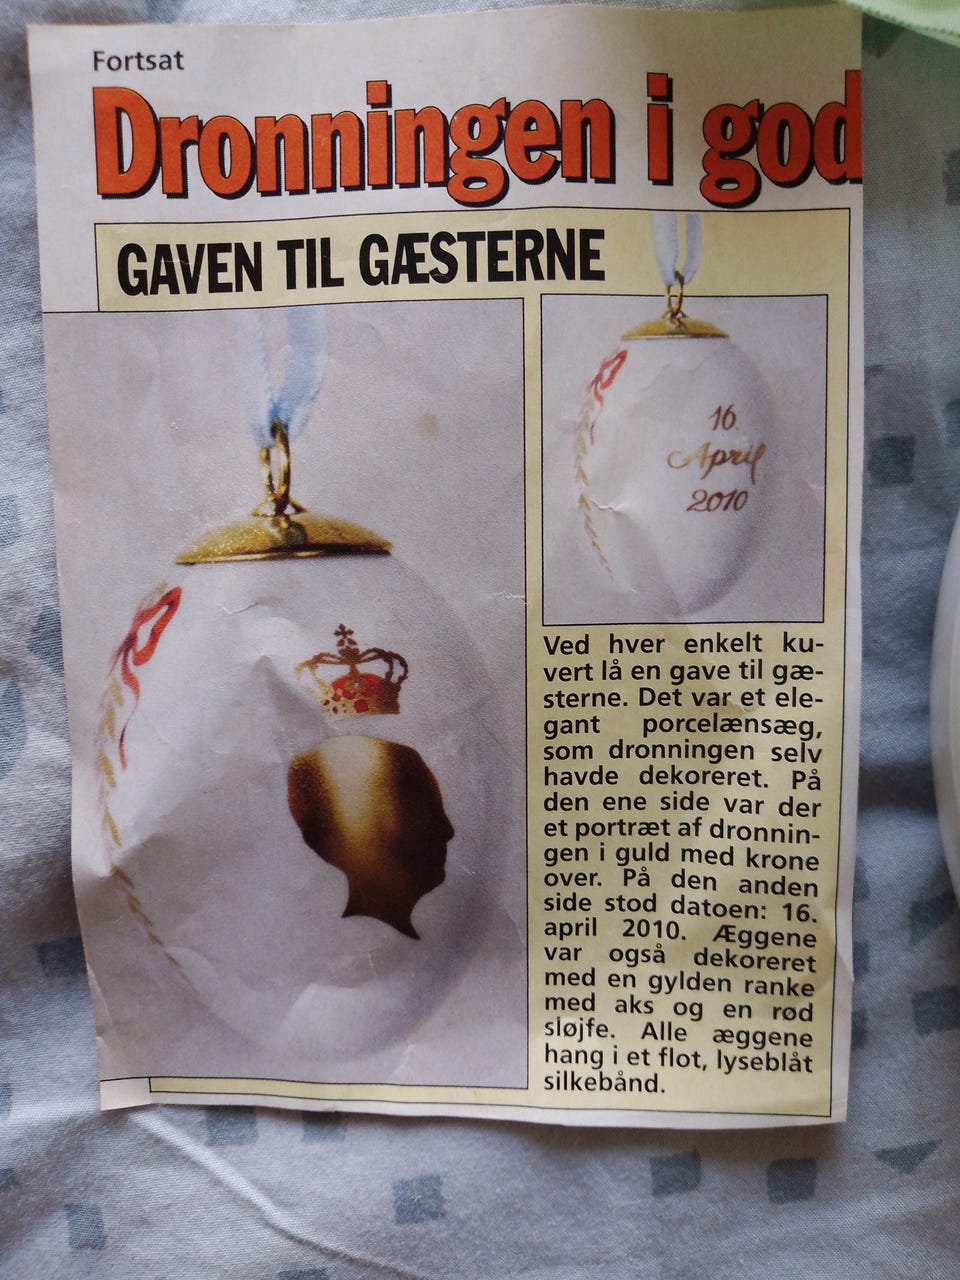 Fortsat
Dronningen i god
GAVEN TIL GÆSTERNE
16.
April
2010
Ved hver enkelt ku-
vert lå en gave til gæ-
sterne. Det var et ele-
gant porcelænsæg,
som dronningen selv
havde dekoreret. På
den ene side var der
et portræt af dronnin-
gen i guld med krone
over. På den anden
side stod datoen: 16.
april 2010. Æggene
var også dekoreret
med en gylden ranke
med aks og en rød
sløjfe. Alle æggene
hang i et flot, lyseblåt
silkebånd.